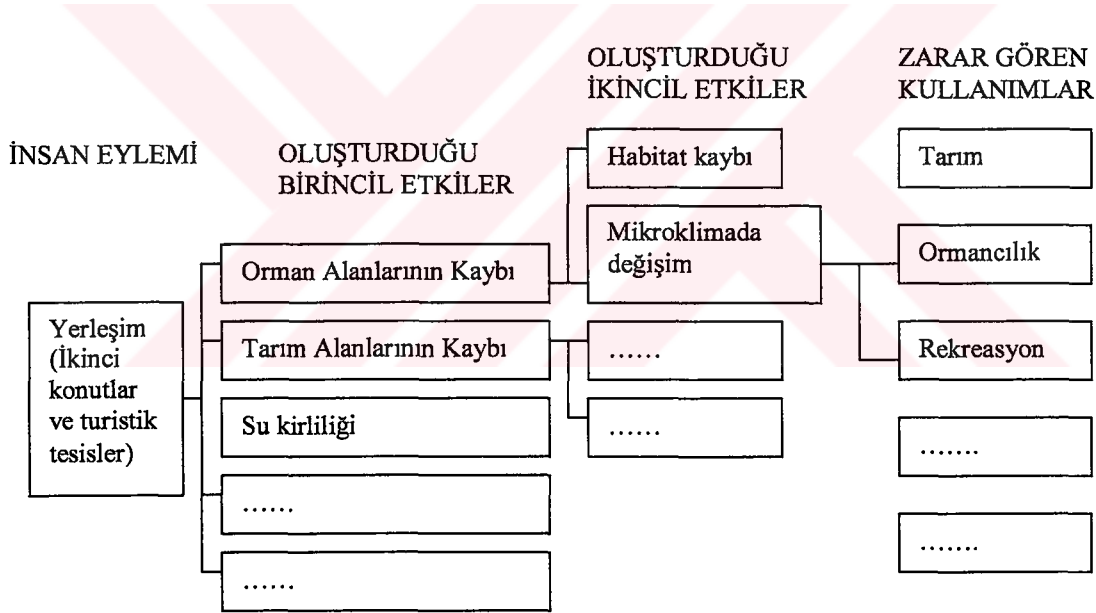 OLUŞTURDUĞU
İKİNCİL ETKİLER
ZARAR GÖREN
KULLANIMLAR
İNSAN EYLEMİ
OLUŞTURDUĞU
BİRİNCİL ETKİLER
Habitat kaybı
Tarım
Mikroklimada
değişim
Orman Alanlarının Kaybı
Ormancılık
Yerleşim
(İkinci
konutlar
ve turistik
tesisler)
Tarım Alanlarının Kaybı
......
Rekreasyon
Su kirliliği
......
.......
......
.......
......